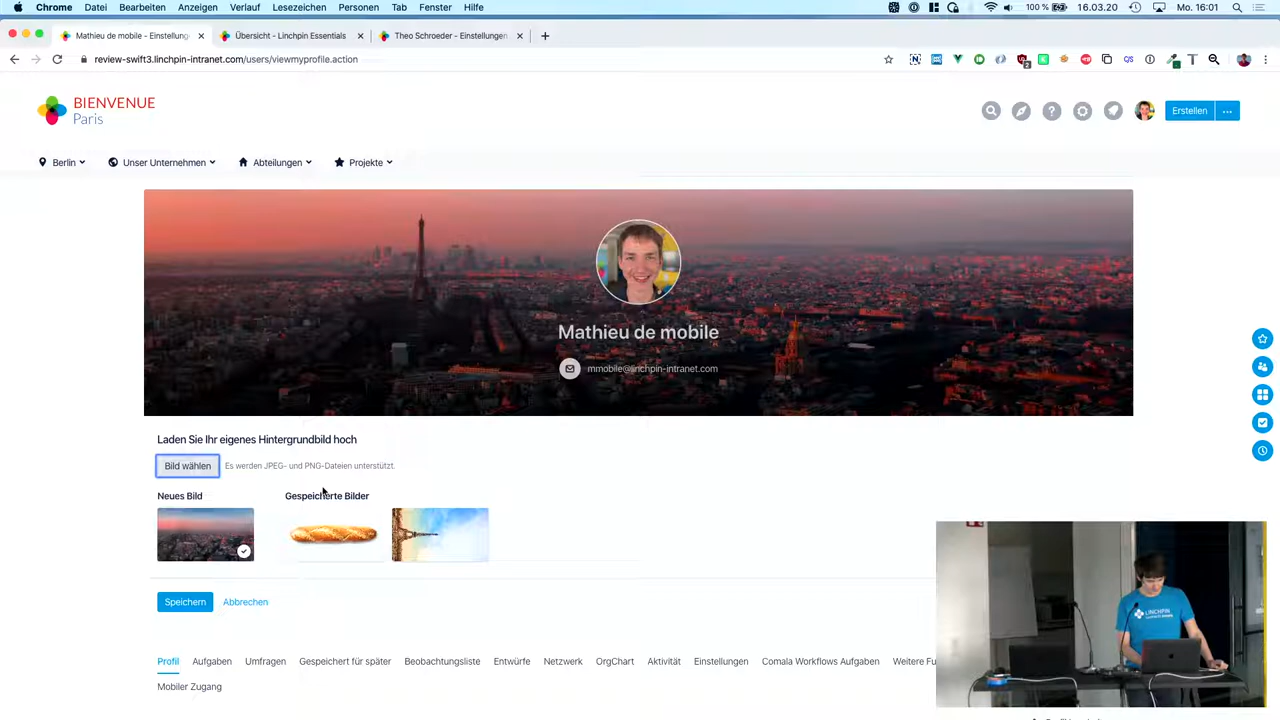 Chrome Datei Bearbeiten Anzeigen Verlauf Lesezeichen Personen Tab Fenster Hilfe 100 % 16.03.20 Mo. 16:01
Mathieu de mobile - Einstellung Übersicht - Linchpin Essentials Theo Schroeder - Einstellungen
review-swift3.linchpin-intranet.com/users/viewmyprofile.action
BIENVENUE
Paris
Erstellen ...
Berlin Unser Unternehmen Abteilungen Projekte
Mathieu de mobile
mmobile@linchpin-intranet.com
Laden Sie Ihr eigenes Hintergrundbild hoch
Bild wählen Es werden JPEG- und PNG-Dateien unterstützt.
Neues Bild Gespeicherte Bilder
Speichern Abbrechen
LINCHPIN
Profil Aufgaben Umfragen Gespeichert für später Beobachtungsliste Entwürfe Netzwerk OrgChart Aktivität Einstellungen Comala Workflows Aufgaben Weitere Fu
Mobiler Zugang